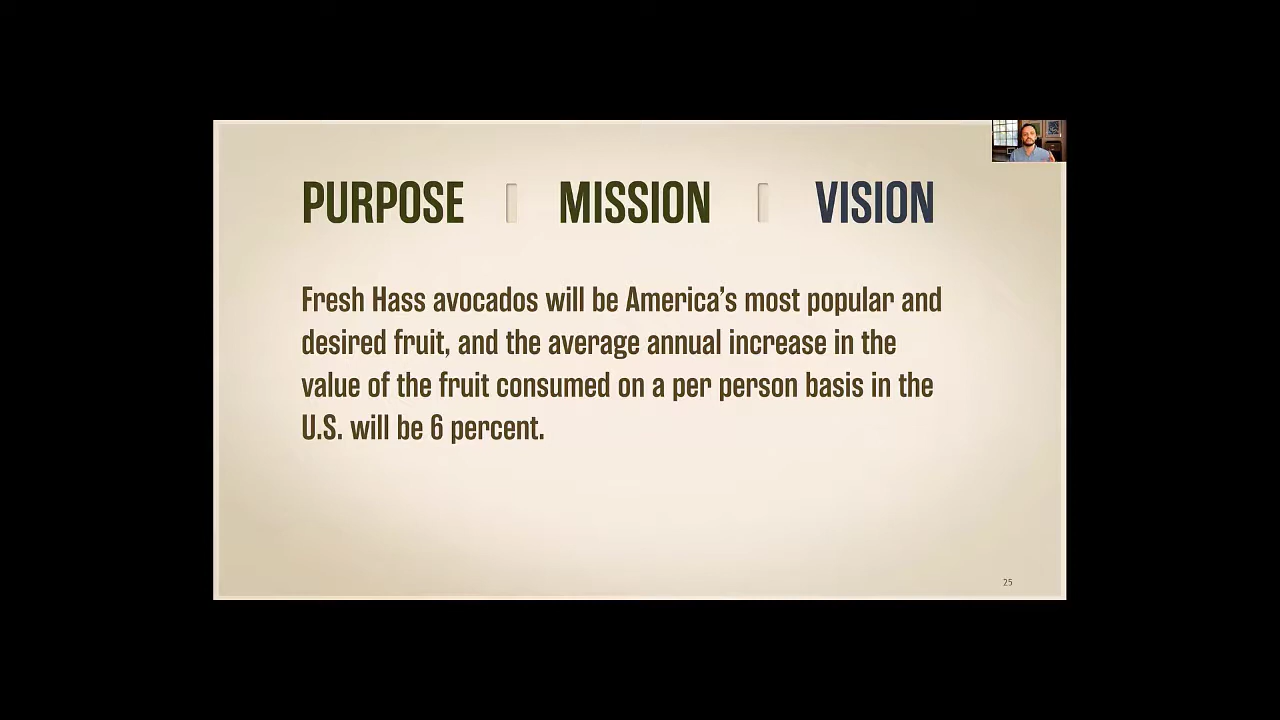 PURPOSE MISSION VISION
Fresh Hass avocados will be America's most popular and
desired fruit, and the average annual increase in the
value of the fruit consumed on a per person basis in the
U.S. will be 6 percent.
25